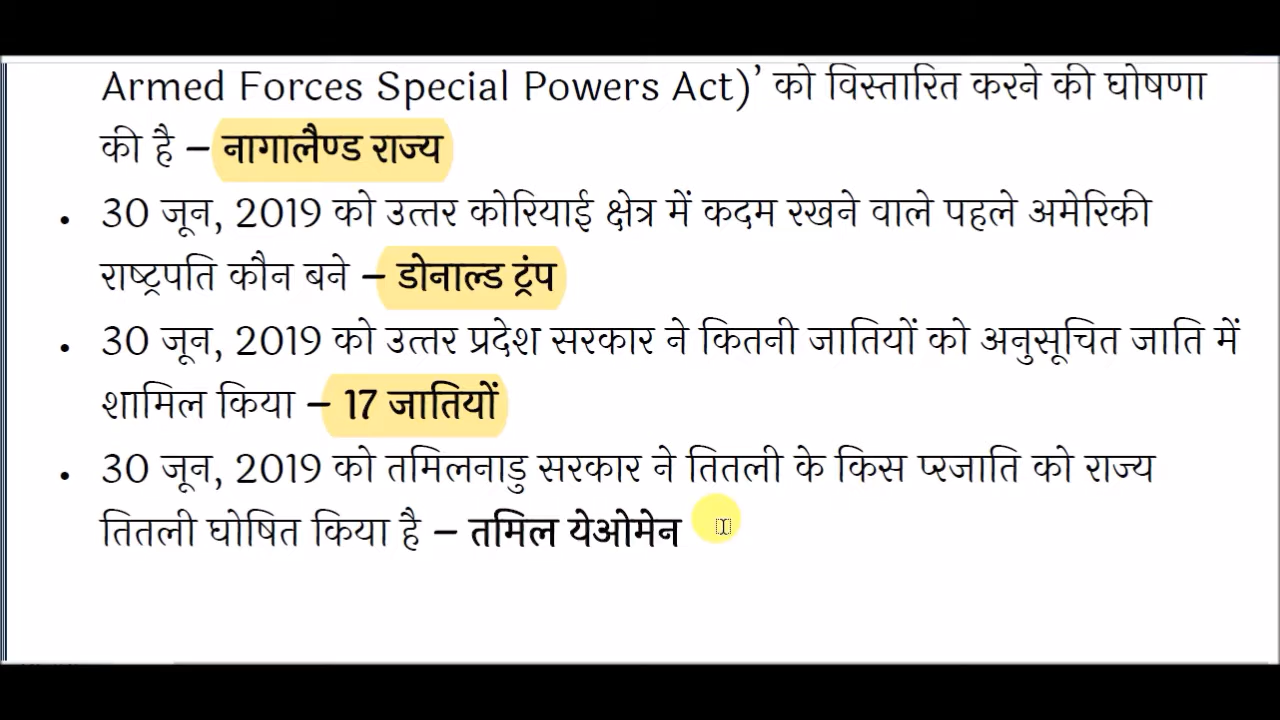 Armed Forces Special Powers Act)’ को विस्तारित करने की घोषणा
की है – नागालैण्ड राज्य
• 30 जून, 2019 को उत्तर कोरियाई क्षेत्र में कदम रखने वाले पहले अमेरिकी
राष्ट्रपति कौन बने – डोनाल्ड ट्रंप
• 30 जून, 2019 को उत्तर प्रदेश सरकार ने कितनी जातियों को अनुसूचित जाति में
शामिल किया – 17 जातियों
• 30 जून, 2019 को तमिलनाडु सरकार ने तितली के किस प्रजाति को राज्य
तितली घोषित किया है – तमिल येओमेन